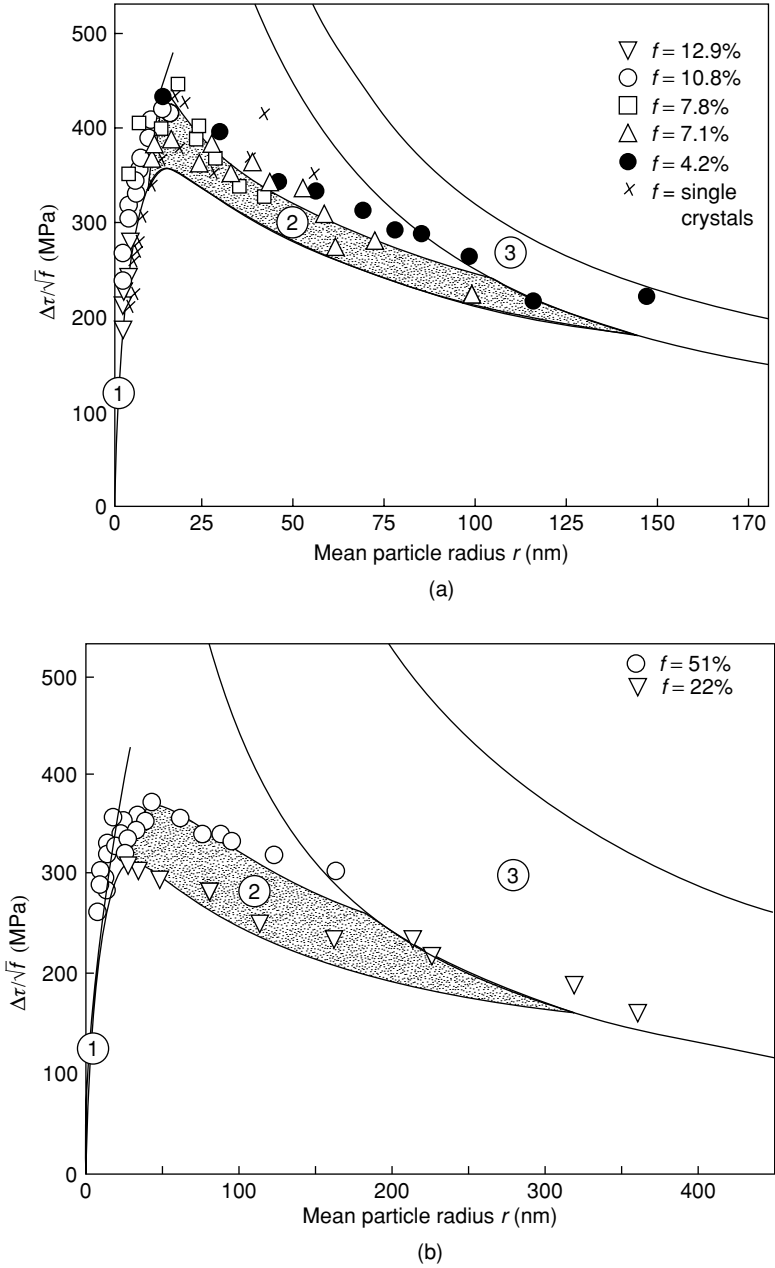 500
400
300
200
100
0
Δτ/√f (MPa)
f = 12.9%
f = 10.8%
f = 7.8%
f = 7.1%
f = 4.2%
f = single
crystals
1
2
3
0 25 50 75 100 125 150 170
Mean particle radius r (nm)
(a)
500
400
300
200
100
0
Δτ/√f (MPa)
f = 51%
f = 22%
1
2
3
0 100 200 300 400
Mean particle radius r (nm)
(b)